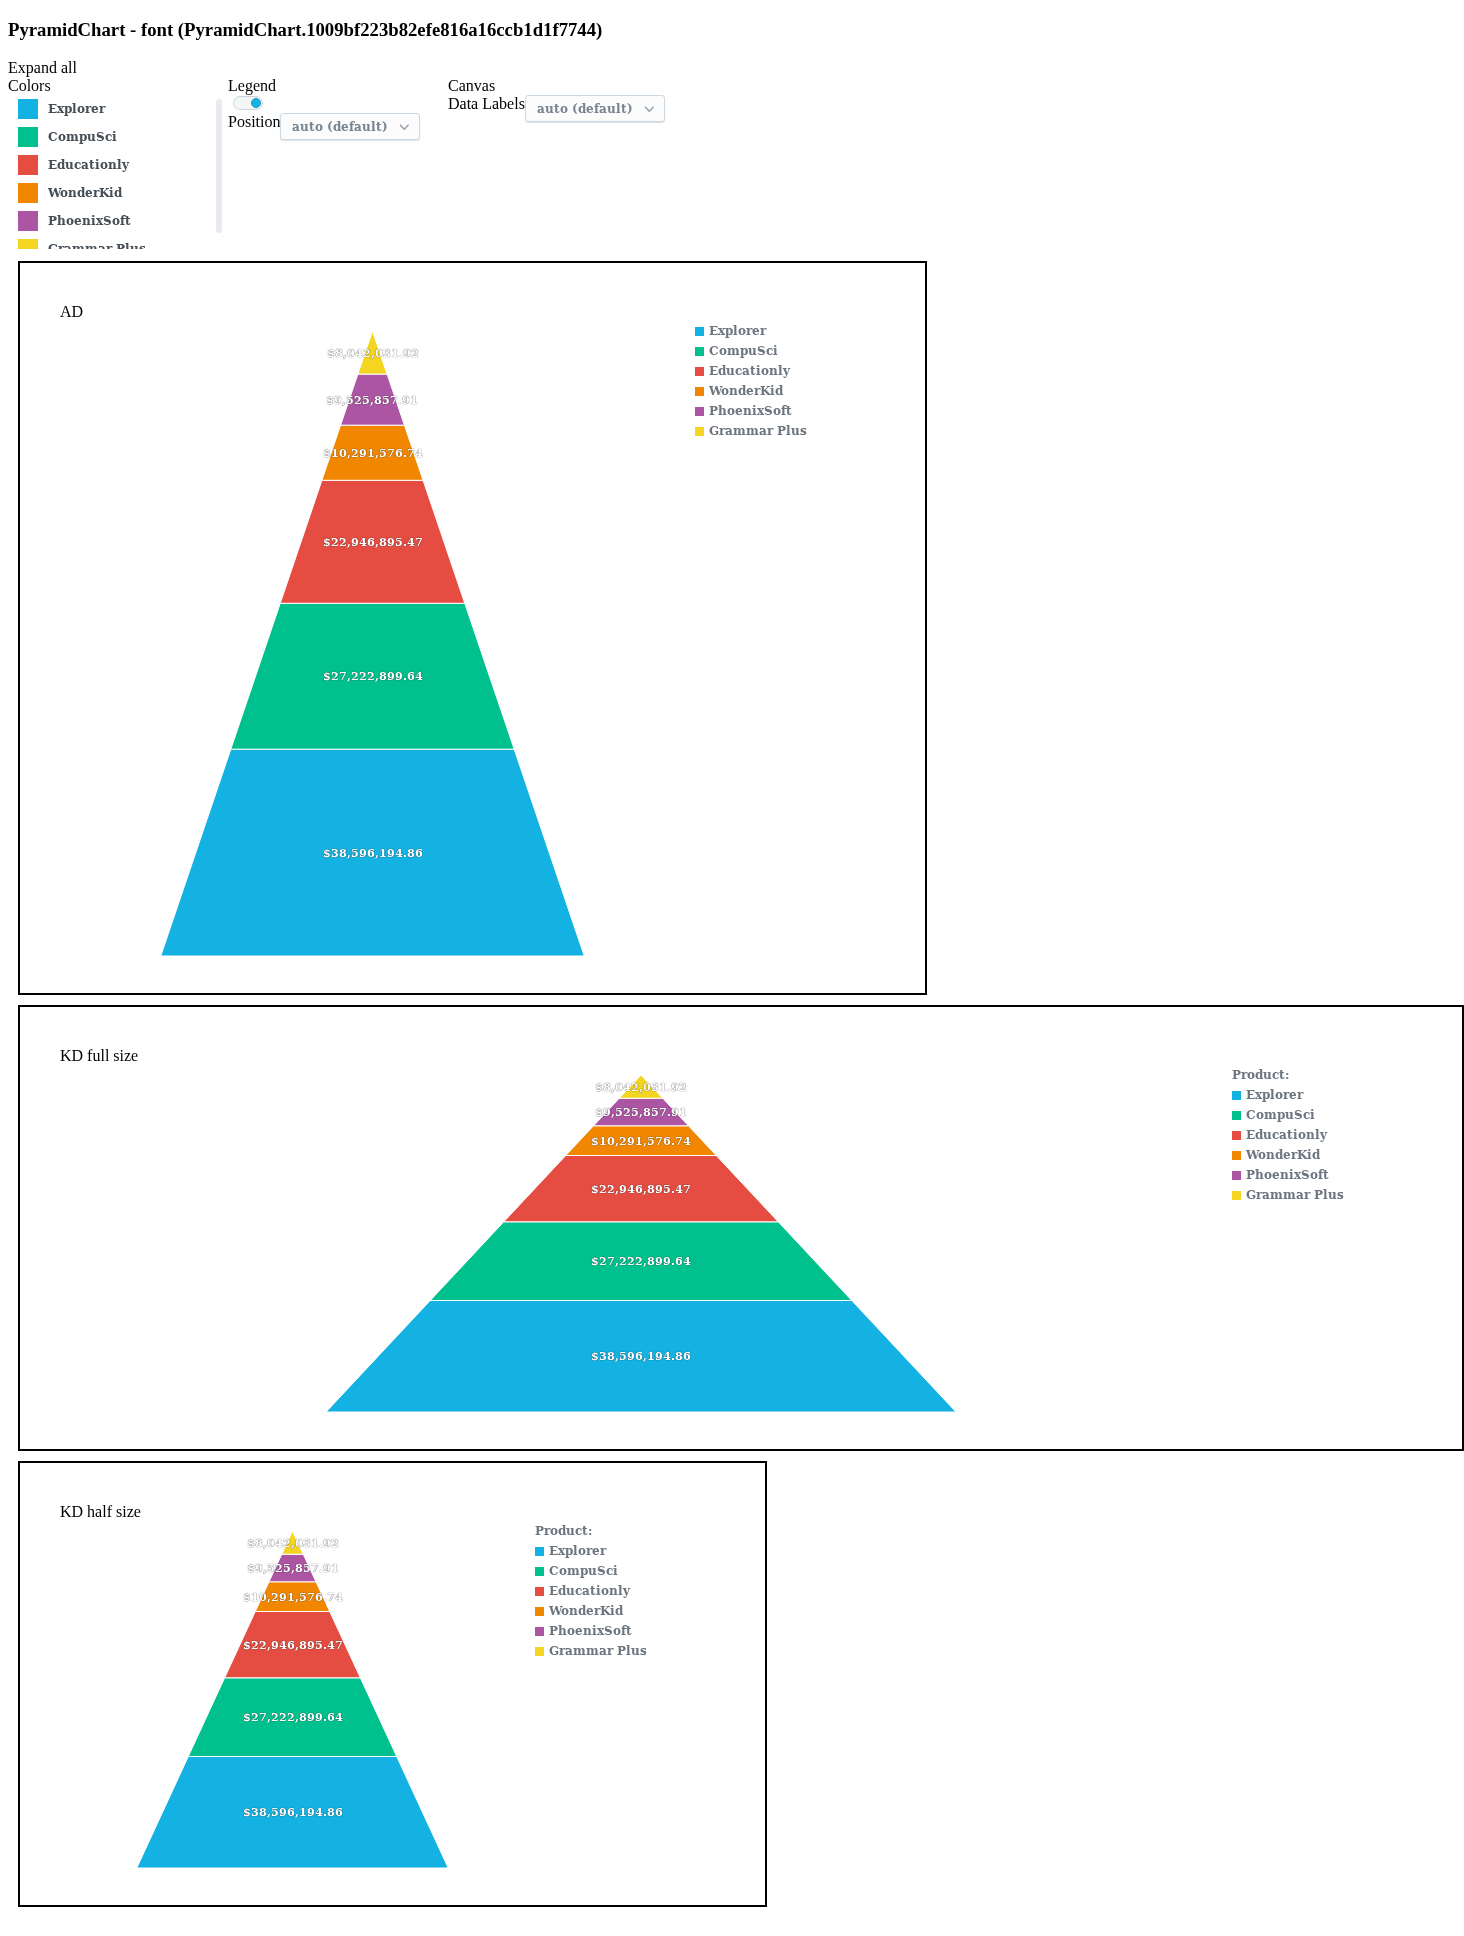 PyramidChart - font (PyramidChart.1009bf223b82efe816a16ccb1d1f7744)
Expand all
Colors
Explorer
CompuSci
Educationly
WonderKid
PhoenixSoft
Grammar Plus
Legend
Position auto (default)
Canvas
Data Labels auto (default)
AD
$8,042,031.92
$9,525,857.91
$10,291,576.74
$22,946,895.47
$27,222,899.64
$38,596,194.86
Explorer
CompuSci
Educationly
WonderKid
PhoenixSoft
Grammar Plus
KD full size
$8,042,031.92
$9,525,857.91
$10,291,576.74
$22,946,895.47
$27,222,899.64
$38,596,194.86
Product:
Explorer
CompuSci
Educationly
WonderKid
PhoenixSoft
Grammar Plus
KD half size
$8,042,031.92
$9,525,857.91
$10,291,576.74
$22,946,895.47
$27,222,899.64
$38,596,194.86
Product:
Explorer
CompuSci
Educationly
WonderKid
PhoenixSoft
Grammar Plus